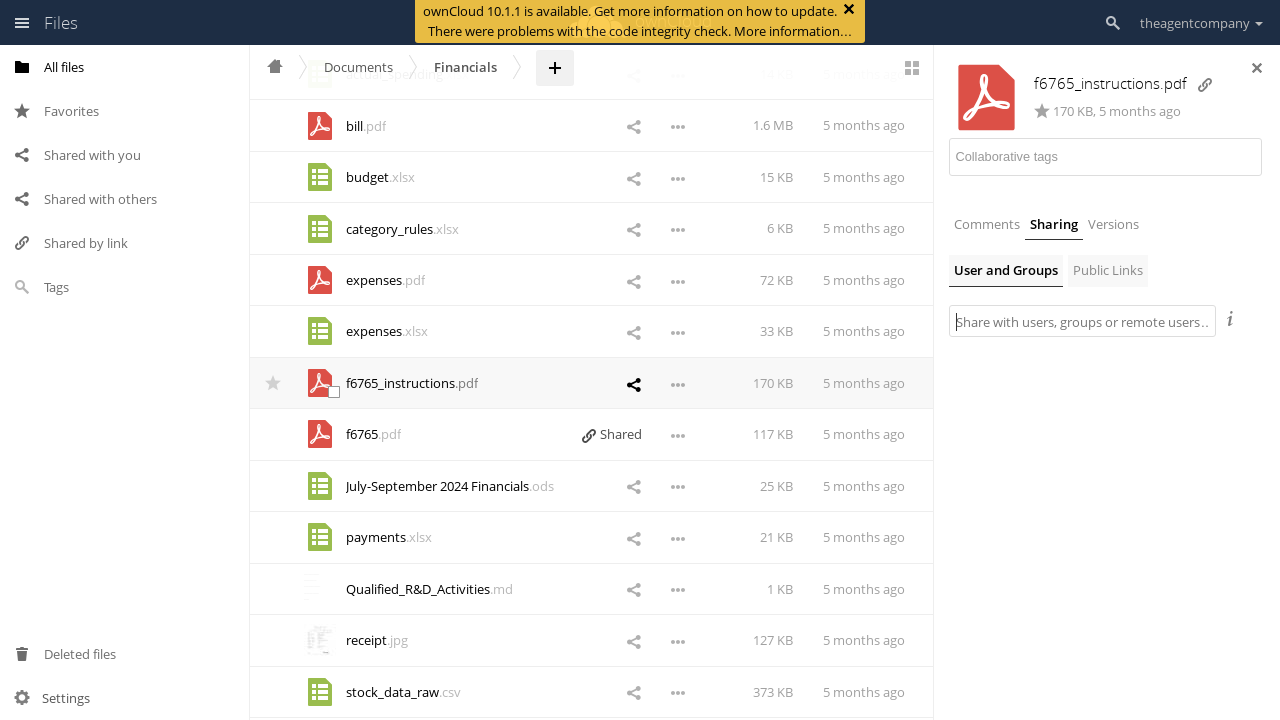 Files
ownCloud 10.1.1 is available. Get more information on how to update.
There were problems with the code integrity check. More information…
theagentcompany
All files
Favorites
Shared with you
Shared with others
Shared by link
Tags
Deleted files
Settings
Documents
Financials
actual_spending
bill.pdf 1.6 MB 5 months ago
budget.xlsx 15 KB 5 months ago
category_rules.xlsx 6 KB 5 months ago
expenses.pdf 72 KB 5 months ago
expenses.xlsx 33 KB 5 months ago
f6765_instructions.pdf 170 KB 5 months ago
f6765.pdf Shared 117 KB 5 months ago
July-September 2024 Financials.ods 25 KB 5 months ago
payments.xlsx 21 KB 5 months ago
Qualified_R&D_Activities.md 1 KB 5 months ago
receipt.jpg 127 KB 5 months ago
stock_data_raw.csv 373 KB 5 months ago
f6765_instructions.pdf
170 KB, 5 months ago
Collaborative tags
Comments Sharing Versions
User and Groups Public Links
Share with users, groups or remote users…